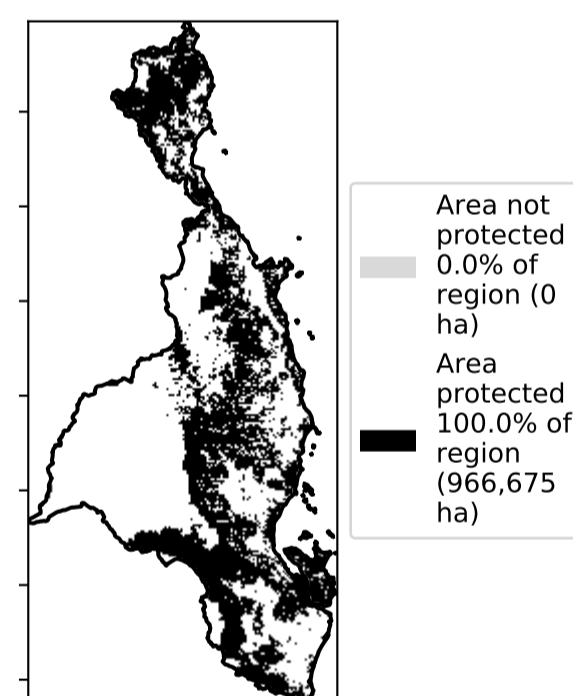 Area not
protected
0.0% of
region (0
ha)
Area
protected
100.0% of
region
(966,675
ha)